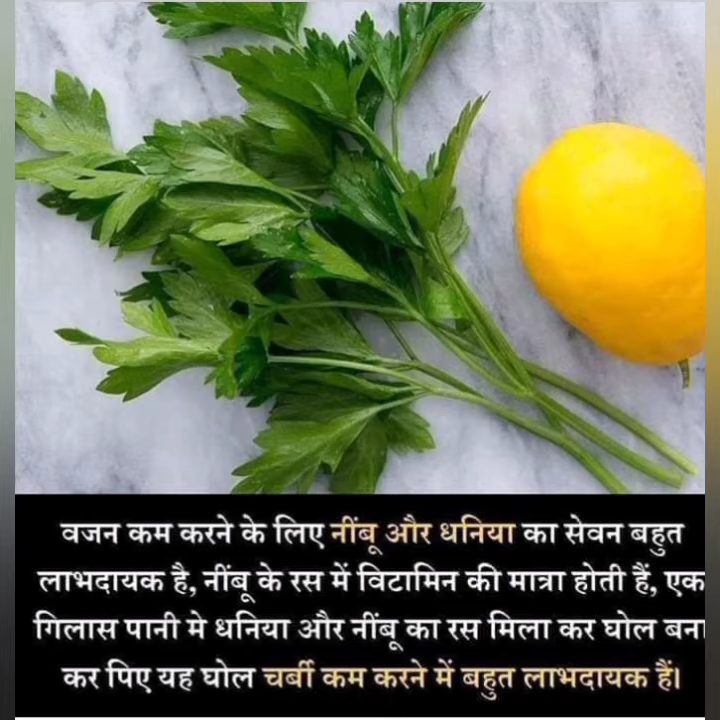 वजन कम करने के लिए नींबू और धनिया का सेवन बहुत
लाभदायक है, नींबू के रस में विटामिन की मात्रा होती हैं, एक
गिलास पानी मे धनिया और नींबू का रस मिला कर घोल बना
कर पिए यह घोल चर्बी कम करने में बहुत लाभदायक हैं।